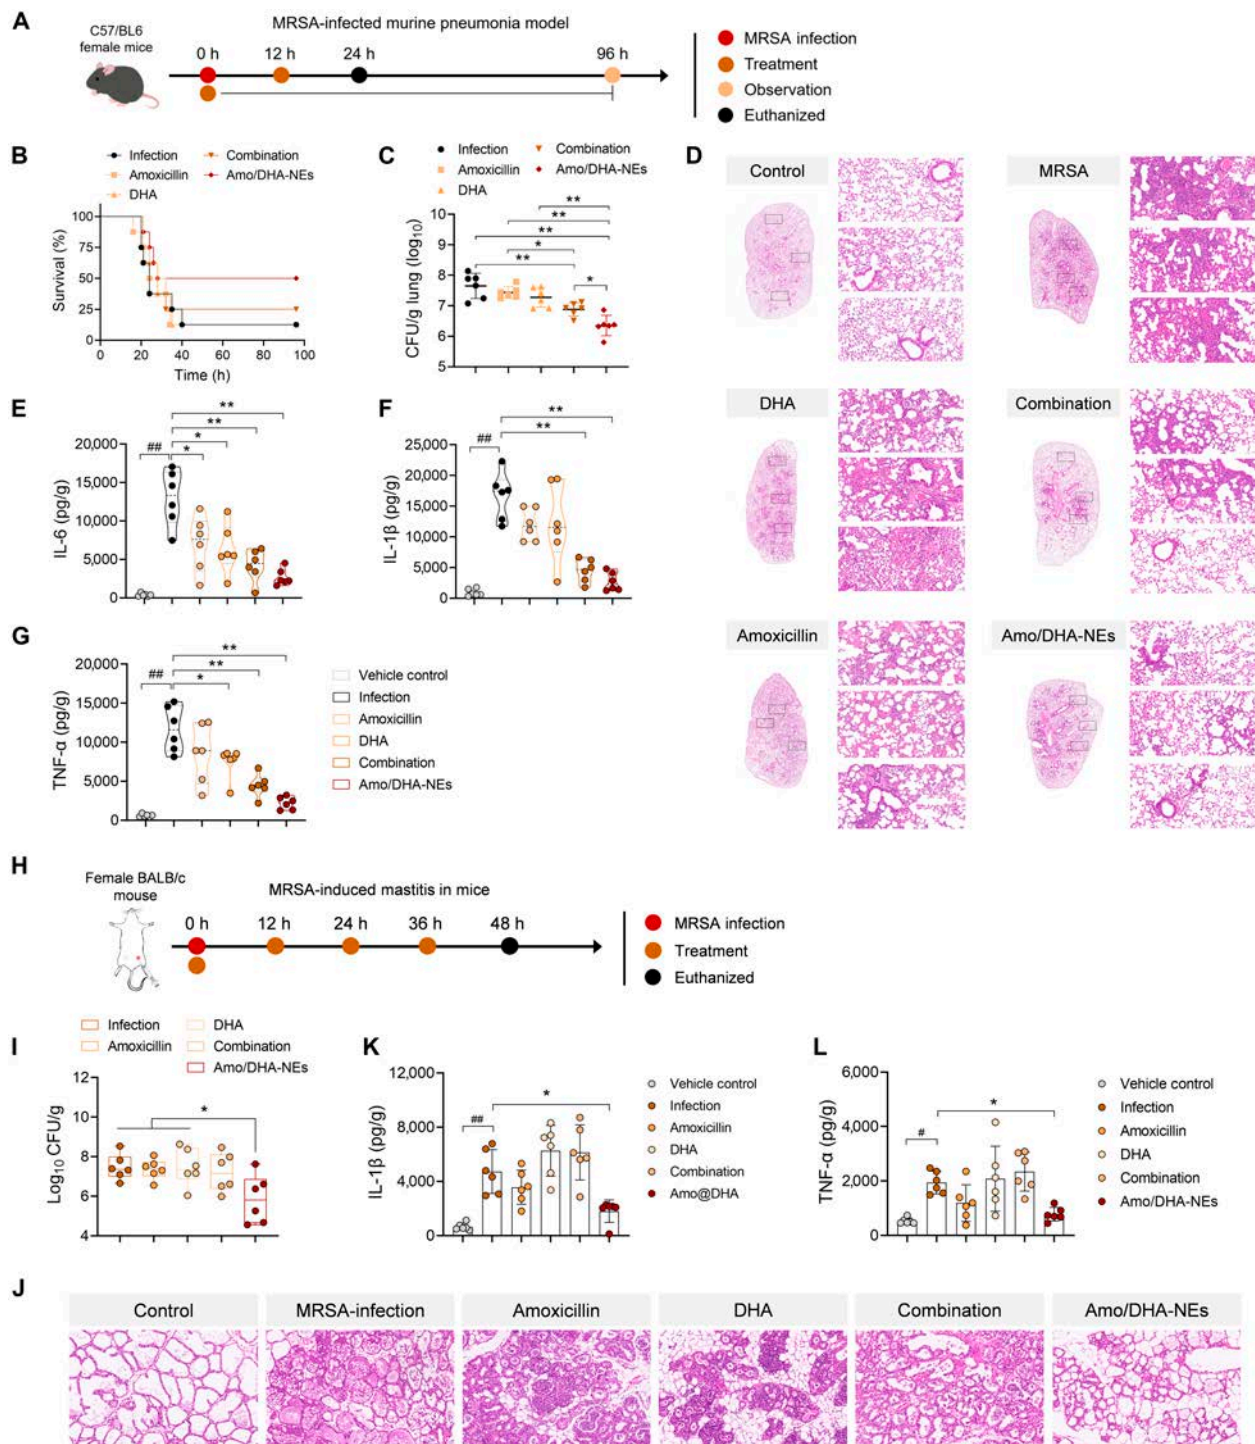 A
C57/BL6
female mice
MRSA-infected murine pneumonia model
0 h
12 h
24 h
96 h
MRSA infection
Treatment
Observation
Euthanized
B
Infection
Combination
Amoxicillin
Amo/DHA-NEs
DHA
Survival (%)
100
75
50
25
0
0 20 40 60 80 100
Time (h)
C
Infection
Combination
Amoxicillin
Amo/DHA-NEs
DHA
CFU/g lung (log₁₀)
10
9
8
7
6
5
**
**
**
*
**
*
D
Control
MRSA
DHA
Combination
Amoxicillin
Amo/DHA-NEs
E
IL-6 (pg/g)
20,000
15,000
10,000
5,000
0
**
**
*
## *
F
IL-1β (pg/g)
25,000
20,000
15,000
10,000
5,000
0
**
**
##
G
TNF-α (pg/g)
20,000
15,000
10,000
5,000
0
**
**
## *
Vehicle control
Infection
Amoxicillin
DHA
Combination
Amo/DHA-NEs
H
Female BALB/c
mouse
MRSA-induced mastitis in mice
0 h
12 h
24 h
36 h
48 h
MRSA infection
Treatment
Euthanized
I
Infection
DHA
Amoxicillin
Combination
Amo/DHA-NEs
Log₁₀ CFU/g
12
10
8
6
4
*
K
IL-1β (pg/g)
12,000
8,000
4,000
0
*
##
Vehicle control
Infection
Amoxicillin
DHA
Combination
Amo@DHA
L
TNF-α (pg/g)
6,000
4,000
2,000
0
*
#
Vehicle control
Infection
Amoxicillin
DHA
Combination
Amo/DHA-NEs
J
Control
MRSA-infection
Amoxicillin
DHA
Combination
Amo/DHA-NEs